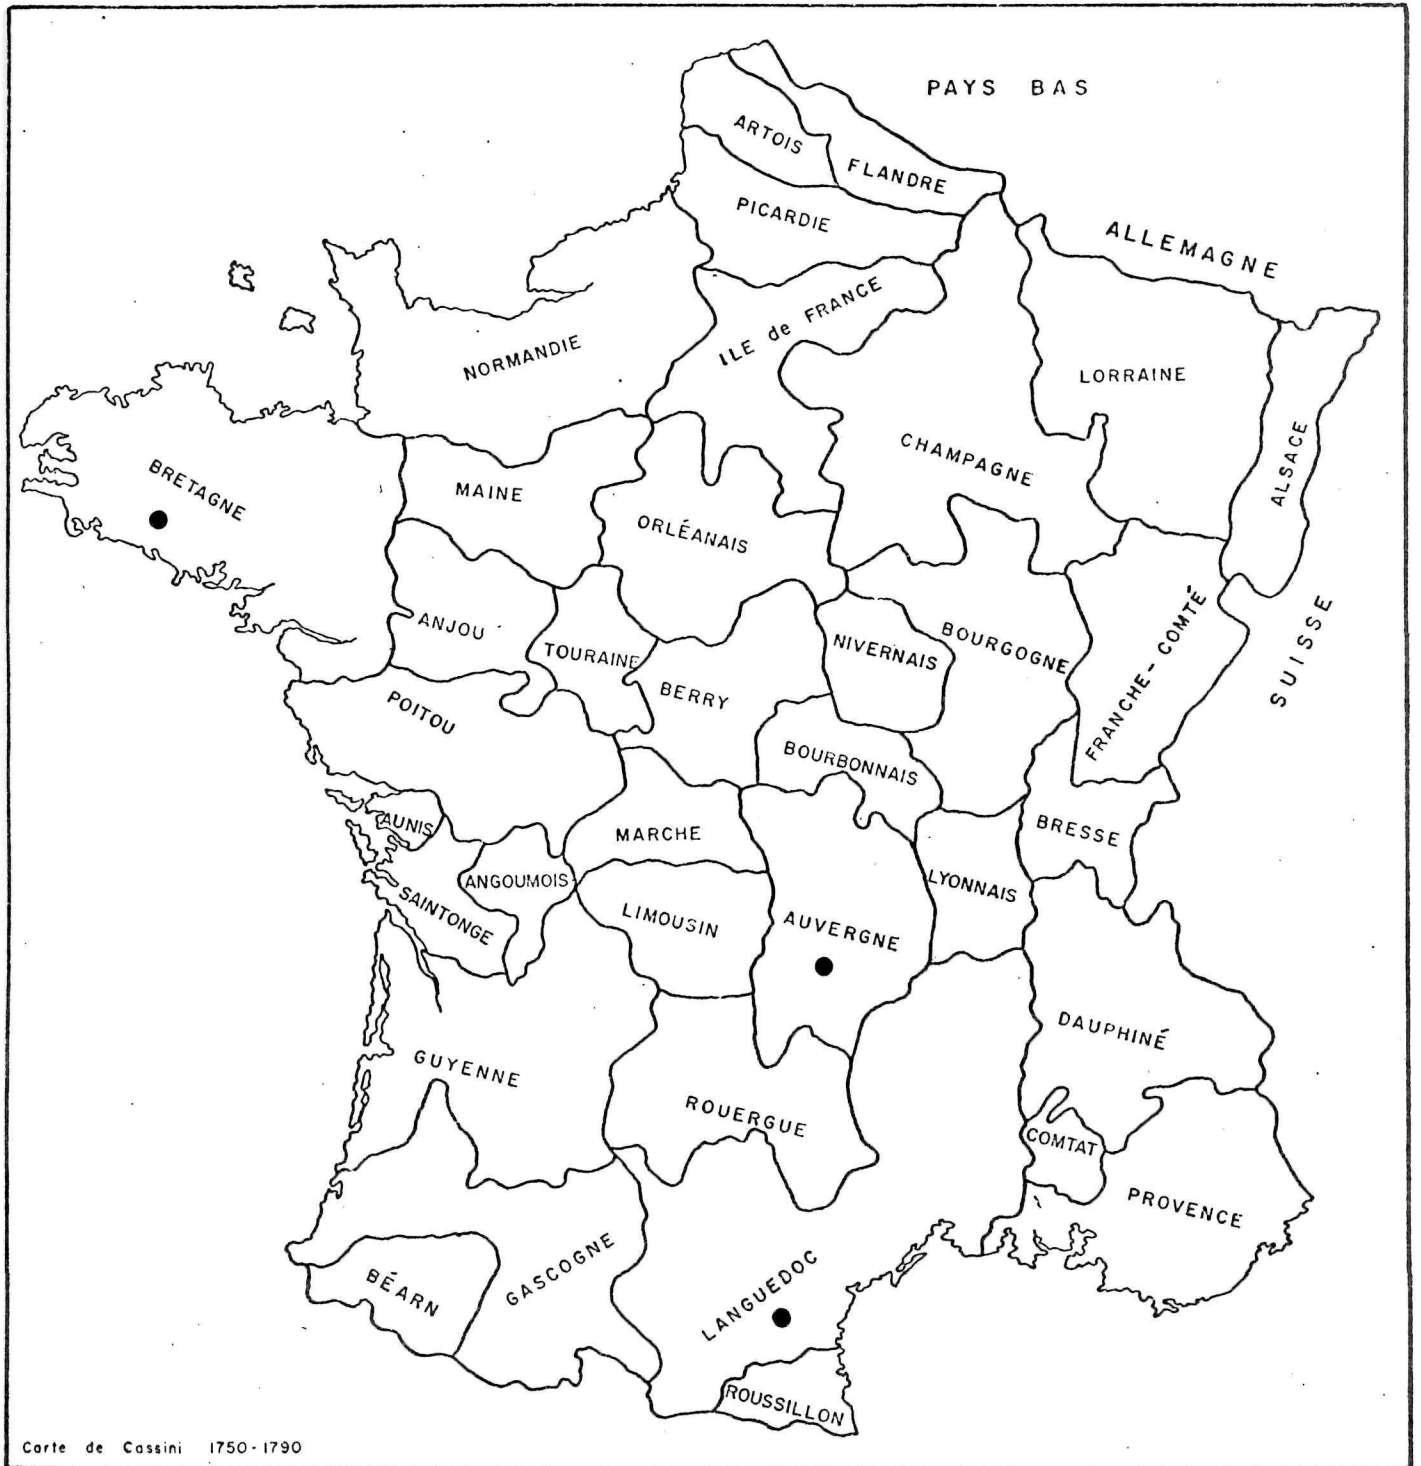 PAYS BAS
ARTOIS
FLANDRE
PICARDIE
ALLEMAGNE
ILE de FRANCE
NORMANDIE
LORRAINE
CHAMPAGNE
ALSACE
BRETAGNE
MAINE
ORLÉANAIS
ANJOU
TOURAINE
NIVERNAIS
BOURGOGNE
FRANCHE-COMTÉ
SUISSE
BERRY
POITOU
BOURBONNAIS
AUNIS
MARCHE
BRESSE
ANGOUMOIS
LYONNAIS
SAINTONGE
LIMOUSIN
AUVERGNE
DAUPHINÉ
GUYENNE
ROUERGUE
COMTAT
PROVENCE
BÉARN
GASCOGNE
LANGUEDOC
ROUSSILLON
Carte de Cassini 1750-1790